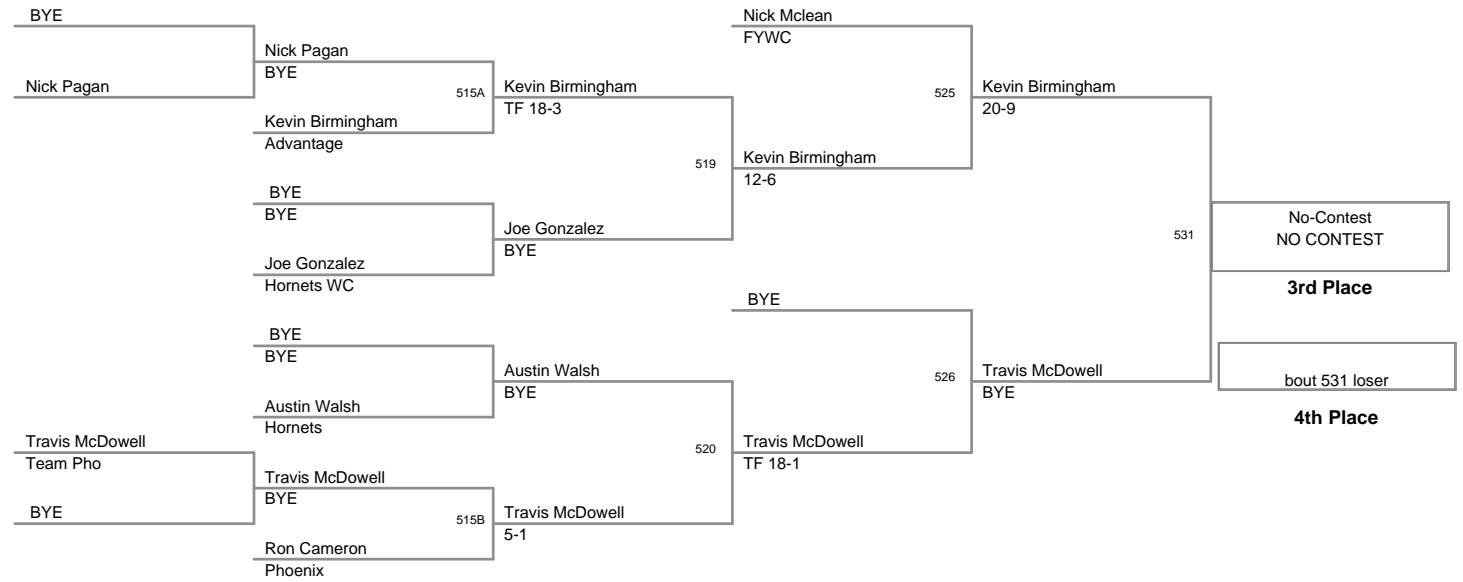 BYE
Nick Pagan
Nick Pagan
BYE
515A
Kevin Birmingham
Advantage
Kevin Birmingham
TF 18-3
BYE
BYE
Joe Gonzalez
Hornets WC
Joe Gonzalez
BYE
519
Kevin Birmingham
12-6
Nick Mclean
FYWC
525
Kevin Birmingham
20-9
BYE
BYE
Austin Walsh
Hornets
Austin Walsh
BYE
Travis McDowell
Team Pho
BYE
Travis McDowell
BYE
515B
Ron Cameron
Phoenix
Travis McDowell
5-1
520
Travis McDowell
TF 18-1
BYE
526
Travis McDowell
BYE
531
No-Contest
NO CONTEST
3rd Place
bout 531 loser
4th Place